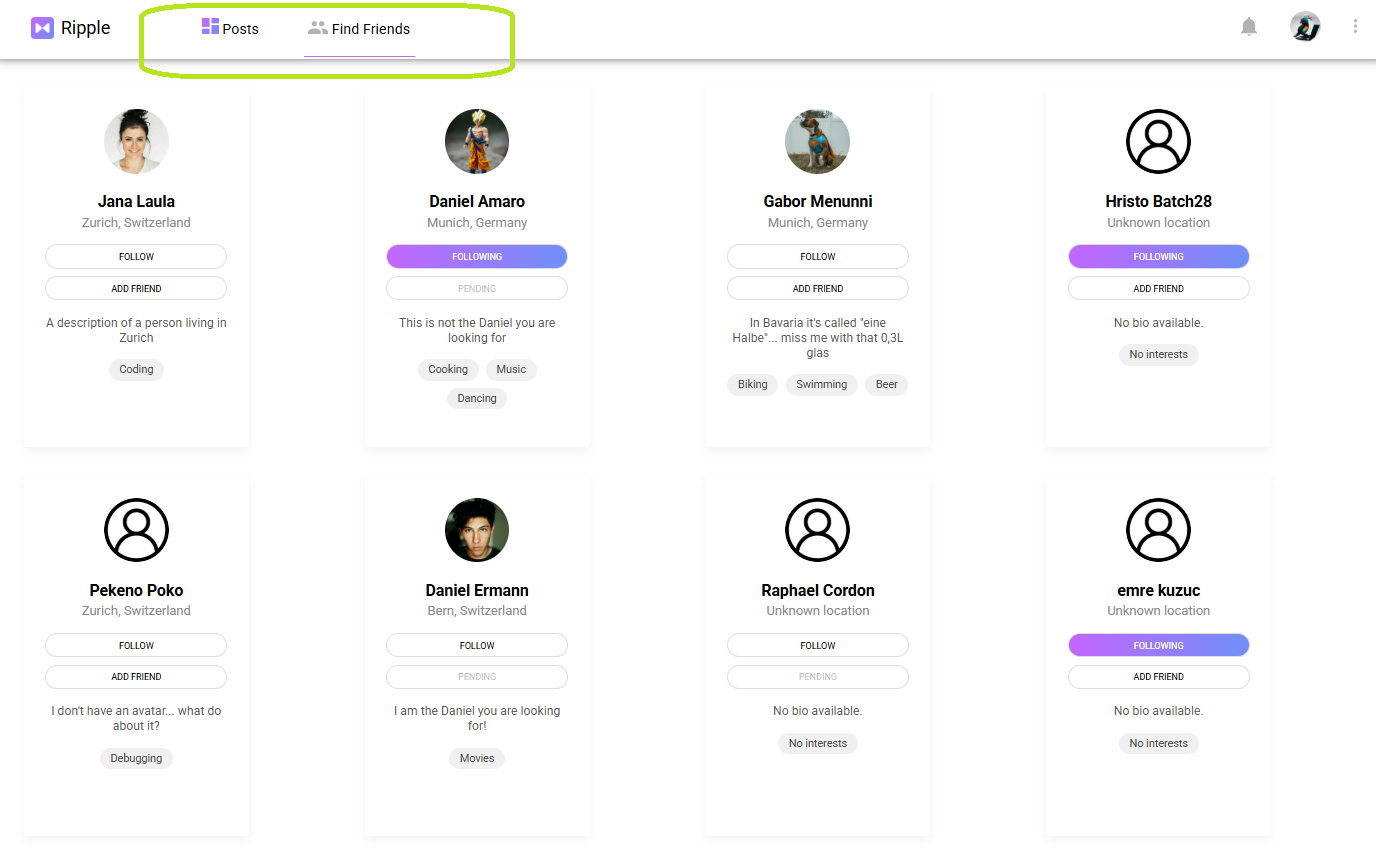 Ripple
Posts
Find Friends
Jana Laula
Zurich, Switzerland
FOLLOW
ADD FRIEND
A description of a person living in
Zurich
Coding
Daniel Amaro
Munich, Germany
FOLLOWING
PENDING
This is not the Daniel you are
looking for
Cooking
Music
Dancing
Gabor Menunni
Munich, Germany
FOLLOW
ADD FRIEND
In Bavaria it's called "eine
Halbe"... miss me with that 0,3L
glas
Biking
Swimming
Beer
Hristo Batch28
Unknown location
FOLLOWING
ADD FRIEND
No bio available.
No interests
Pekeno Poko
Zurich, Switzerland
FOLLOW
ADD FRIEND
I don't have an avatar... what do
about it?
Debugging
Daniel Ermann
Bern, Switzerland
FOLLOW
PENDING
I am the Daniel you are looking
for!
Movies
Raphael Cordon
Unknown location
FOLLOW
PENDING
No bio available.
No interests
emre kuzuc
Unknown location
FOLLOWING
ADD FRIEND
No bio available.
No interests